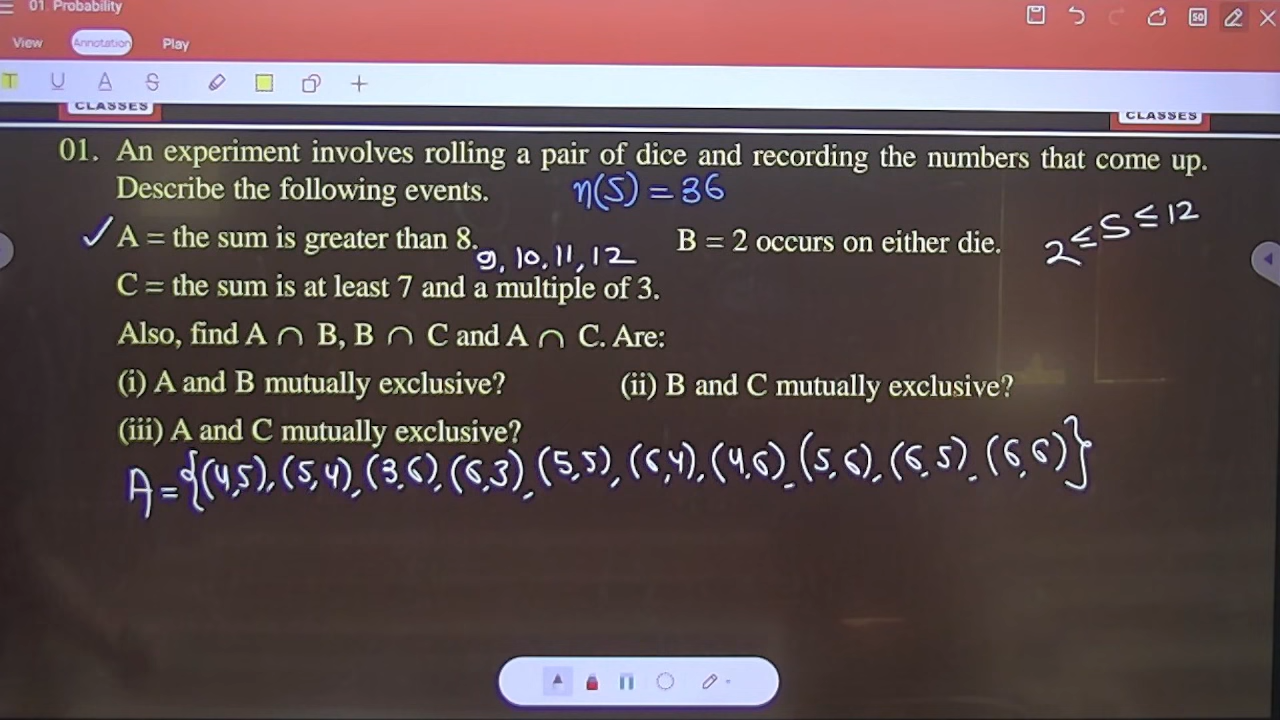 01. Probability
View Annotation Play
T U A S
CLASSES
CLASSES
01. An experiment involves rolling a pair of dice and recording the numbers that come up.
Describe the following events. n(S) = 36
A = the sum is greater than 8. 9, 10, 11, 12 B = 2 occurs on either die. 2 ≤ S ≤ 12
C = the sum is at least 7 and a multiple of 3.
Also, find A ∩ B, B ∩ C and A ∩ C. Are:
(i) A and B mutually exclusive? (ii) B and C mutually exclusive?
(iii) A and C mutually exclusive?
A = {(4,5), (5,4), (3,6), (6,3), (5,5), (6,4), (4,6), (5,6), (6,5), (6,6)}